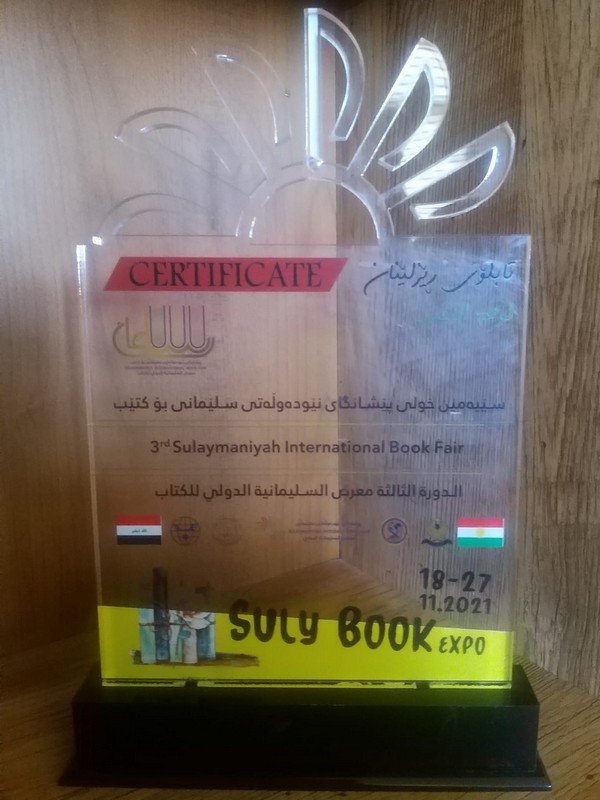 CERTIFICATE
تابلۆی ڕێزلێنان
سێیەمین خولی پێشانگای نێودەوڵەتی سلێمانی بۆ کتێب
3rd Sulaymaniyah International Book Fair
الدورة الثالثة معرض السليمانية الدولي للكتاب
18-27
11.2021
SULY BOOK EXPO